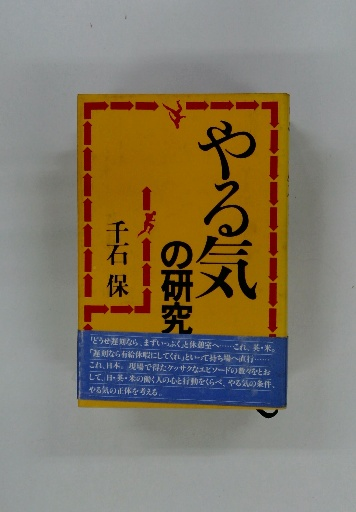 やる気
の研究
千石 保
「どうせ遅刻なら、まずいっぷく」と休憩室へ……これ、英・米。
「遅刻なら有給休暇にしてくれ」といって持ち場へ直行……
これ、日本。現場で得たケッサクなエピソードの数々をとお
して、日・英・米の働く人の心と行動をくらべ、やる気の条件、
やる気の正体を考える。